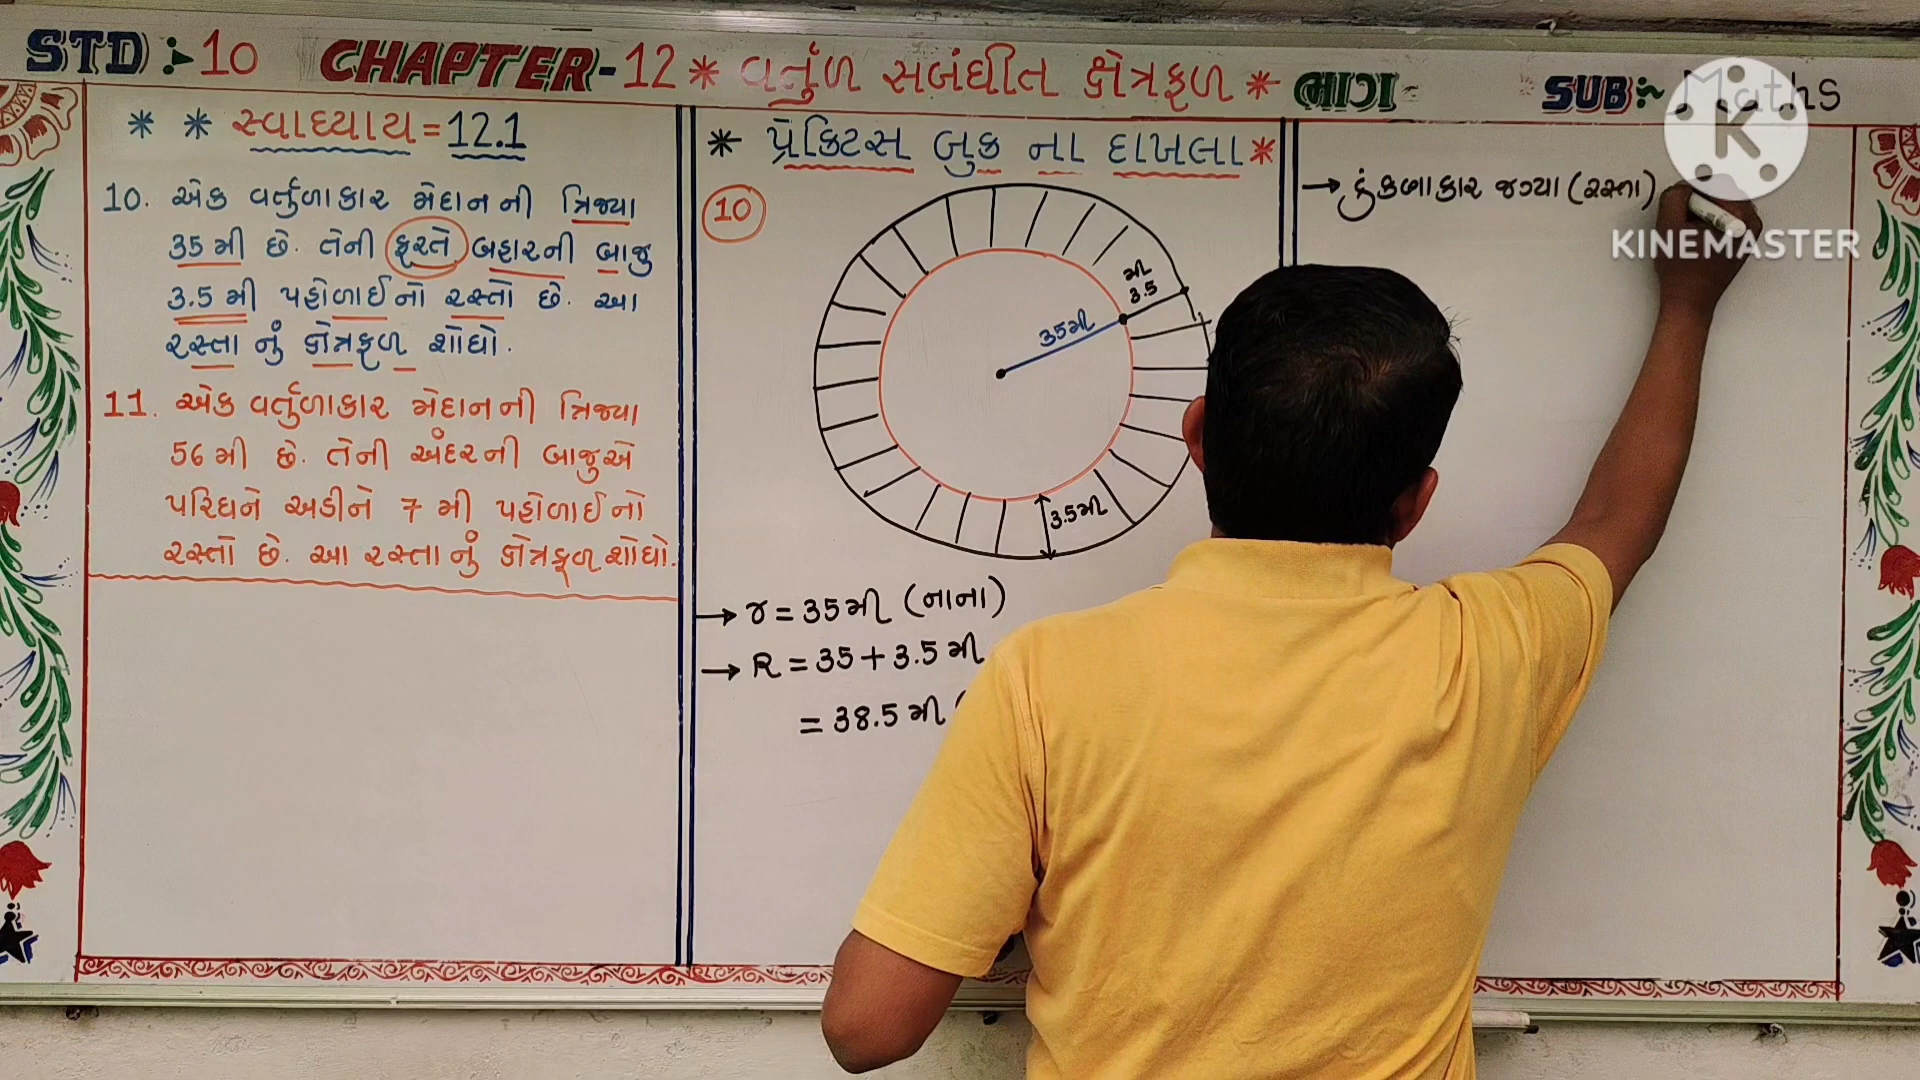 STD :- 10 CHAPTER-12 * વર્તુળ સબંધીત ક્ષેત્રફળ * ભાગ - SUB:~ Maths
* * સ્વાધ્યાય = 12.1
10. એક વર્તુળાકાર મેદાનની ત્રિજ્યા
35 મી છે. તેની ફરતે બહારની બાજુ
3.5 મી પહોળાઈનો રસ્તો છે. આ
રસ્તાનું ક્ષેત્રફળ શોધો.
11. એક વર્તુળાકાર મેદાનની ત્રિજ્યા
56 મી છે. તેની અંદરની બાજુએ
પરિઘને અડીને 7 મી પહોળાઈનો
રસ્તો છે. આ રસ્તાનું ક્ષેત્રફળ શોધો.
* પ્રેક્ટિસ બુક ના દાખલા *
10
મી
3.5
35મી
3.5મી
→ r = 35મી (નાના)
→ R = 35 + 3.5 મી
= 38.5 મી (
→ કુંકણાકાર જગ્યા (રસ્તા)
K
KINEMASTER